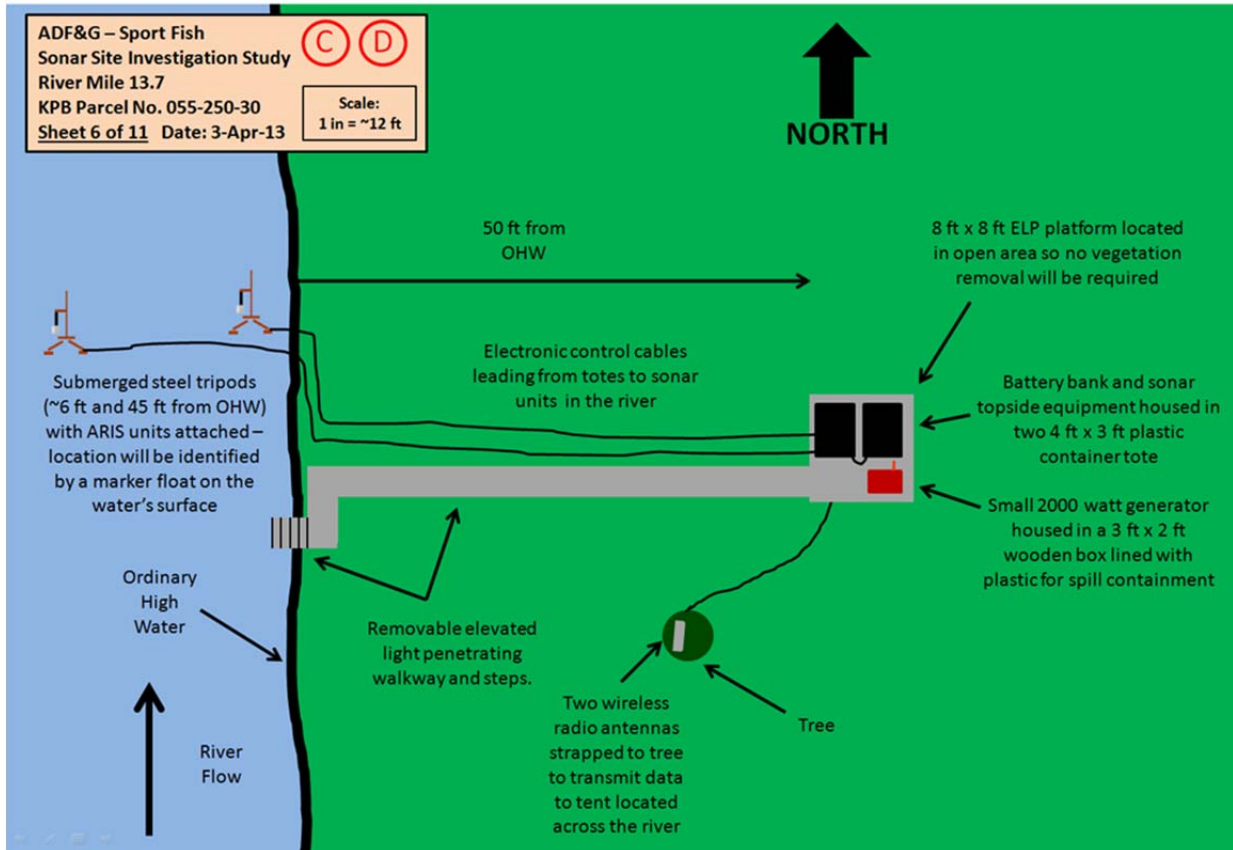 ADF&G – Sport Fish
Sonar Site Investigation Study
River Mile 13.7
KPB Parcel No. 055-250-30
Sheet 6 of 11 Date: 3-Apr-13
C D
Scale:
1 in = ~12 ft
NORTH
50 ft from
OHW
8 ft x 8 ft ELP platform located
in open area so no vegetation
removal will be required
Electronic control cables
leading from totes to sonar
units in the river
Submerged steel tripods
(~6 ft and 45 ft from OHW)
with ARIS units attached –
location will be identified
by a marker float on the
water's surface
Battery bank and sonar
topside equipment housed in
two 4 ft x 3 ft plastic
container tote
Small 2000 watt generator
housed in a 3 ft x 2 ft
wooden box lined with
plastic for spill containment
Ordinary
High
Water
Removable elevated
light penetrating
walkway and steps.
Two wireless
radio antennas
strapped to tree
to transmit data
to tent located
across the river
Tree
River
Flow